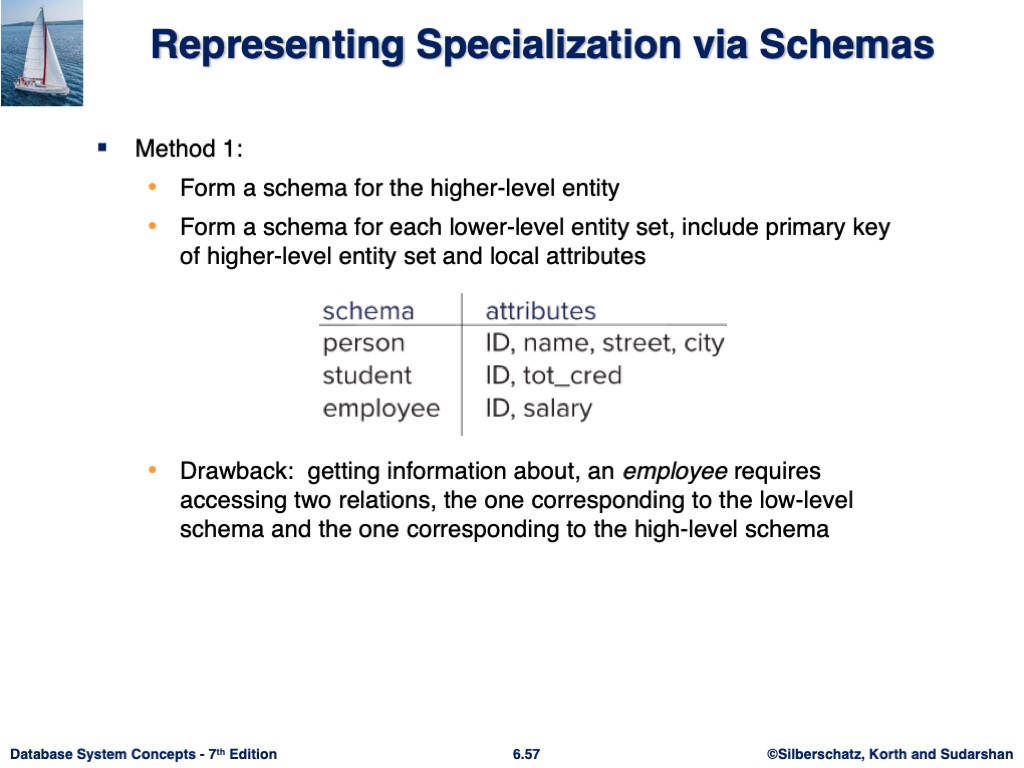 Representing Specialization via Schemas
▪ Method 1:
• Form a schema for the higher-level entity
• Form a schema for each lower-level entity set, include primary key
of higher-level entity set and local attributes
schema attributes
person ID, name, street, city
student ID, tot_cred
employee ID, salary
• Drawback: getting information about, an employee requires
accessing two relations, the one corresponding to the low-level
schema and the one corresponding to the high-level schema
Database System Concepts - 7th Edition 6.57 ©Silberschatz, Korth and Sudarshan